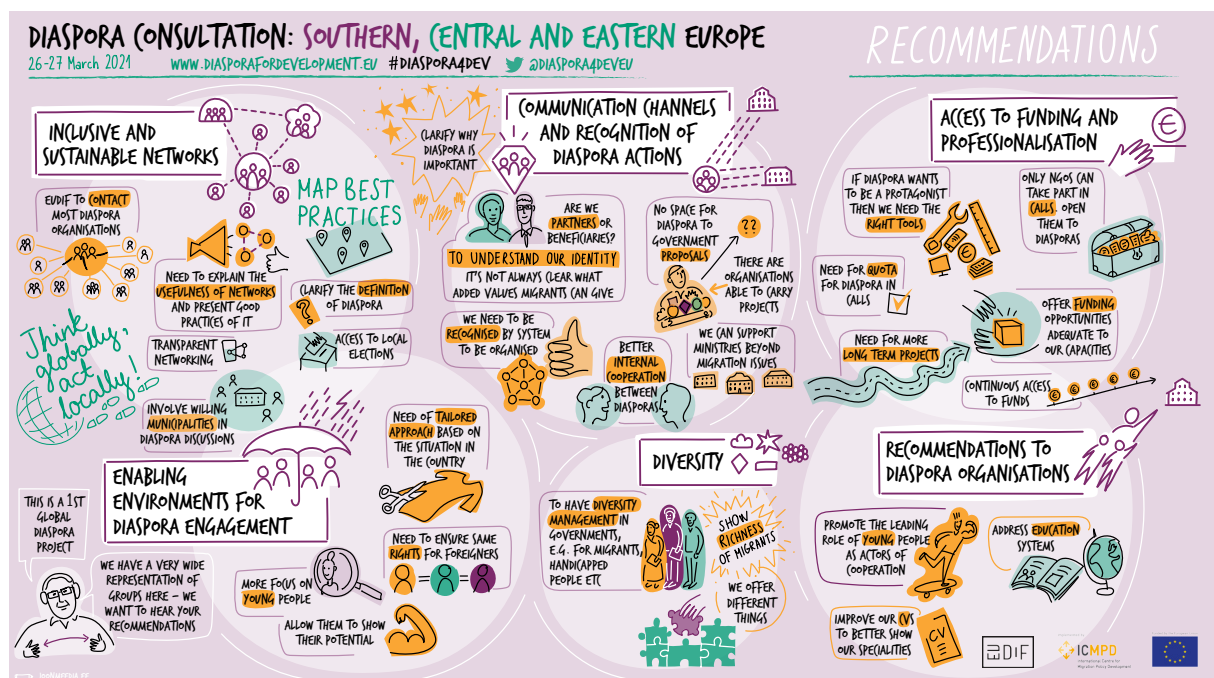 DIASPORA CONSULTATION: SOUTHERN, CENTRAL AND EASTERN EUROPE
26-27 March 2021 WWW.DIASPORAFORDEVELOPMENT.EU #DIASPORA4DEV @DIASPORA4DEVEU
RECOMMENDATIONS
INCLUSIVE AND
SUSTAINABLE NETWORKS
EUDIF TO CONTACT
MOST DIASPORA
ORGANISATIONS
MAP BEST
PRACTICES
NEED TO EXPLAIN THE
USEFULNESS OF NETWORKS
AND PRESENT GOOD
PRACTICES OF IT
CLARIFY THE DEFINITION
OF DIASPORA
?
TRANSPARENT
NETWORKING
ACCESS TO LOCAL
ELECTIONS
Think
globally,
act
locally!
INVOLVE WILLING
MUNICIPALITIES IN
DIASPORA DISCUSSIONS
CLARIFY WHY
DIASPORA IS
IMPORTANT
COMMUNICATION CHANNELS
AND RECOGNITION OF
DIASPORA ACTIONS
ARE WE
PARTNERS OR
BENEFICIARIES?
TO UNDERSTAND OUR IDENTITY
IT'S NOT ALWAYS CLEAR WHAT
ADDED VALUES MIGRANTS CAN GIVE
NO SPACE FOR
DIASPORA TO
GOVERNMENT
PROPOSALS
??
THERE ARE
ORGANISATIONS
ABLE TO CARRY
PROJECTS
WE NEED TO BE
RECOGNISED BY SYSTEM
TO BE ORGANISED
BETTER
INTERNAL
COOPERATION
BETWEEN
DIASPORAS
WE CAN SUPPORT
MINISTRIES BEYOND
MIGRATION ISSUES
ACCESS TO FUNDING AND
PROFESSIONALISATION
€
IF DIASPORA WANTS
TO BE A PROTAGONIST
THEN WE NEED THE
RIGHT TOOLS
ONLY NGOS CAN
TAKE PART IN
CALLS. OPEN
THEM TO
DIASPORAS
NEED FOR QUOTA
FOR DIASPORA IN
CALLS
OFFER FUNDING
OPPORTUNITIES
ADEQUATE TO
OUR CAPACITIES
NEED FOR MORE
LONG TERM PROJECTS
CONTINUOUS ACCESS
TO FUNDS
ENABLING
ENVIRONMENTS FOR
DIASPORA ENGAGEMENT
THIS IS A 1ST
GLOBAL
DIASPORA
PROJECT
WE HAVE A VERY WIDE
REPRESENTATION OF
GROUPS HERE – WE
WANT TO HEAR YOUR
RECOMMENDATIONS
NEED OF TAILORED
APPROACH BASED ON
THE SITUATION IN
THE COUNTRY
NEED TO ENSURE SAME
RIGHTS FOR FOREIGNERS
= =
MORE FOCUS ON
YOUNG PEOPLE
ALLOW THEM TO SHOW
THEIR POTENTIAL
DIVERSITY
TO HAVE DIVERSITY
MANAGEMENT IN
GOVERNMENTS,
E.G. FOR MIGRANTS,
HANDICAPPED
PEOPLE ETC
SHOW
RICHNESS
OF MIGRANTS
WE OFFER
DIFFERENT
THINGS
RECOMMENDATIONS TO
DIASPORA ORGANISATIONS
PROMOTE THE LEADING
ROLE OF YOUNG PEOPLE
AS ACTORS OF
COOPERATION
ADDRESS EDUCATION
SYSTEMS
IMPROVE OUR CVS
TO BETTER SHOW
OUR SPECIALITIES
CV
EUDIF
ICMPD
International Centre for
Migration Policy Development